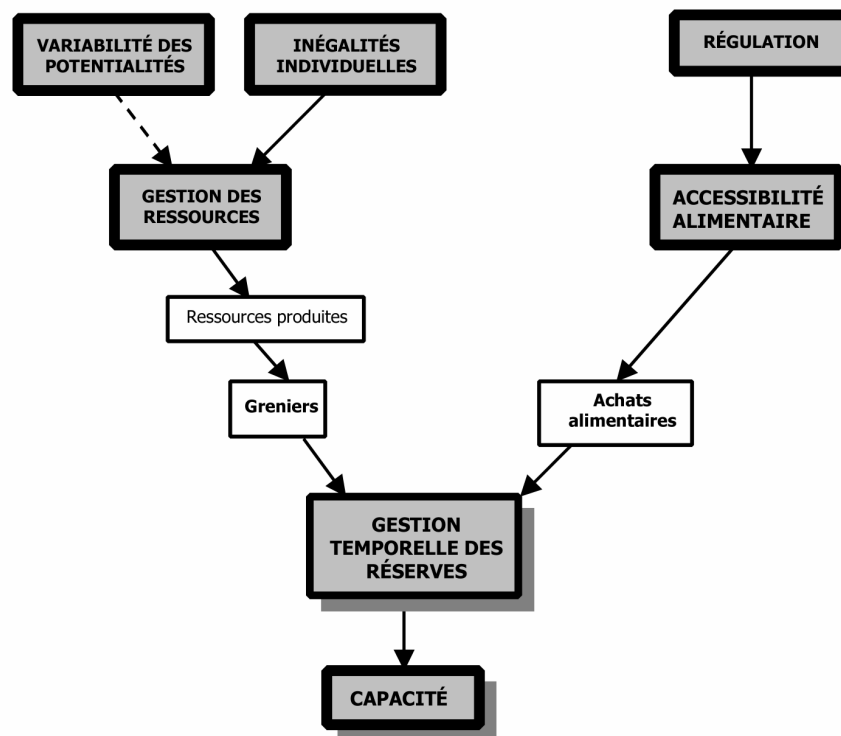 VARIABILITÉ DES
POTENTIALITÉS
INÉGALITÉS
INDIVIDUELLES
RÉGULATION
GESTION DES
RESSOURCES
ACCESSIBILITÉ
ALIMENTAIRE
Ressources produites
Greniers
Achats
alimentaires
GESTION
TEMPORELLE DES
RÉSERVES
CAPACITÉ